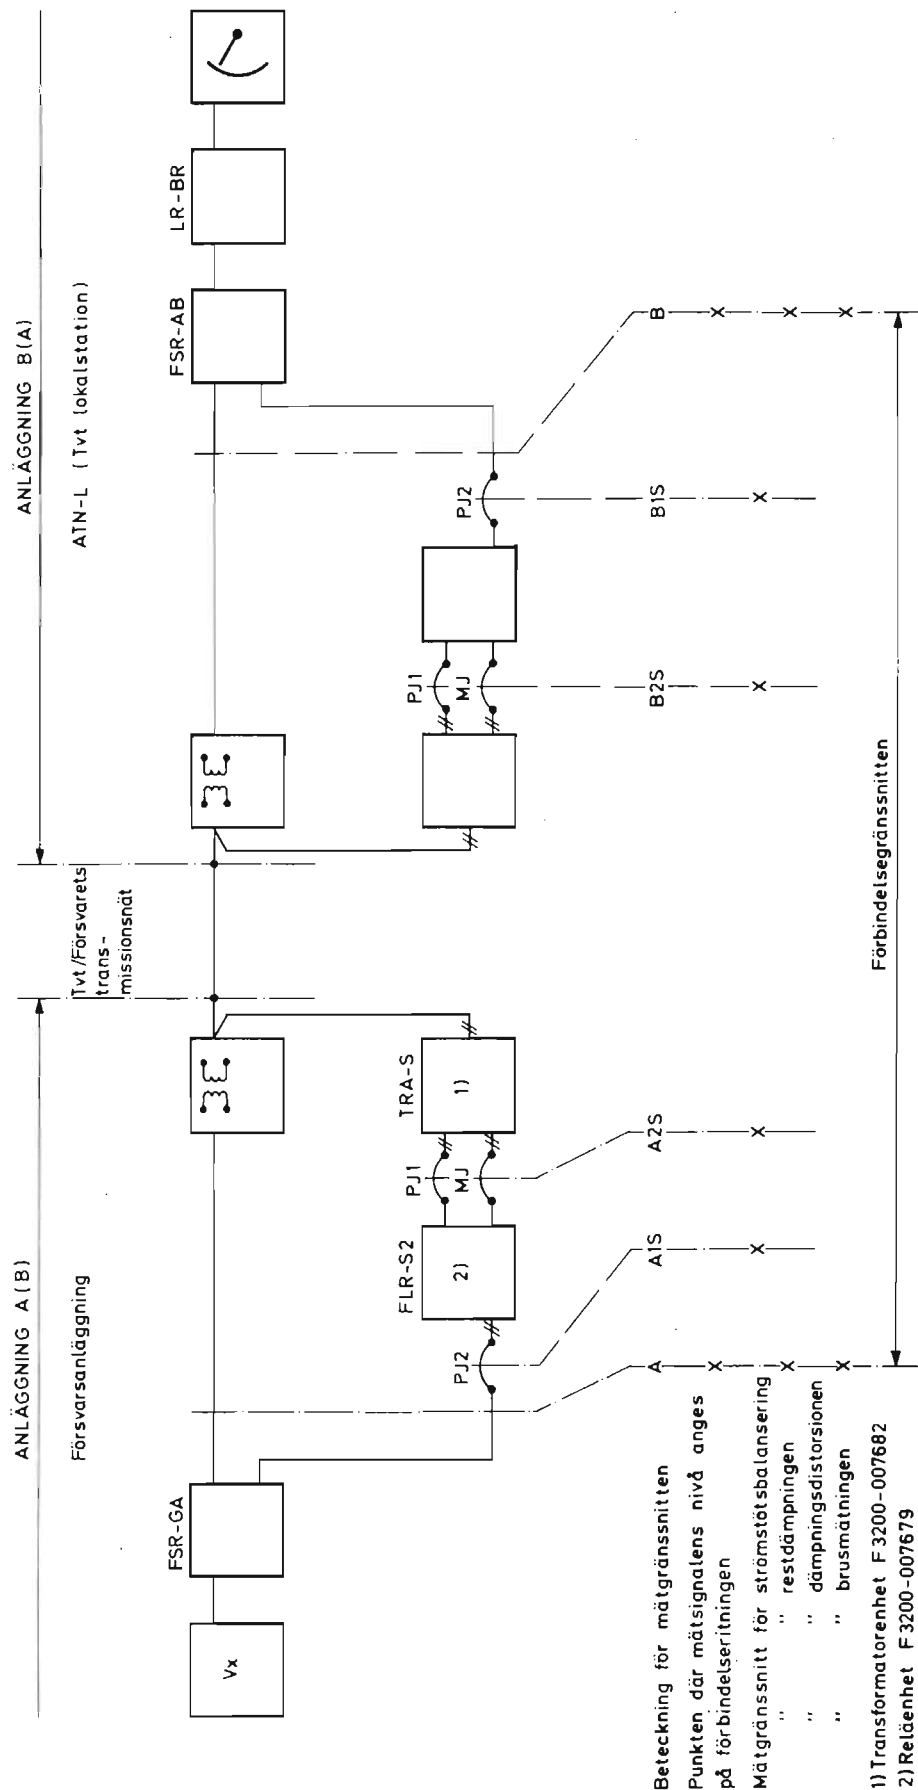 ANLÄGGNING A(B)
ANLÄGGNING B(A)
Försvarsanläggning
Tvt/Försvarets
trans-
missionsnät
ATN-L (Tvt lokalstation)
Vx
FSR-GA
FSR-AB
LR-BR
PJ2
FLR-S2
2)
PJ1
MJ
TRA-S
1)
PJ1
MJ
PJ2
Beteckning för mätgränssnitten
A
A1S
A2S
B2S
B1S
B
Punkten där mätsignalens nivå anges
på förbindelseritningen
X
X
Mätgränssnitt för strömstötsbalansering
X
X
X
X
" " restdämpningen
X
X
" " dämpningsdistorsionen
" " brusmätningen
X
X
Förbindelsegränssnitten
1) Transformatorenhet F3200-007682
2) Reläenhet F3200-007679